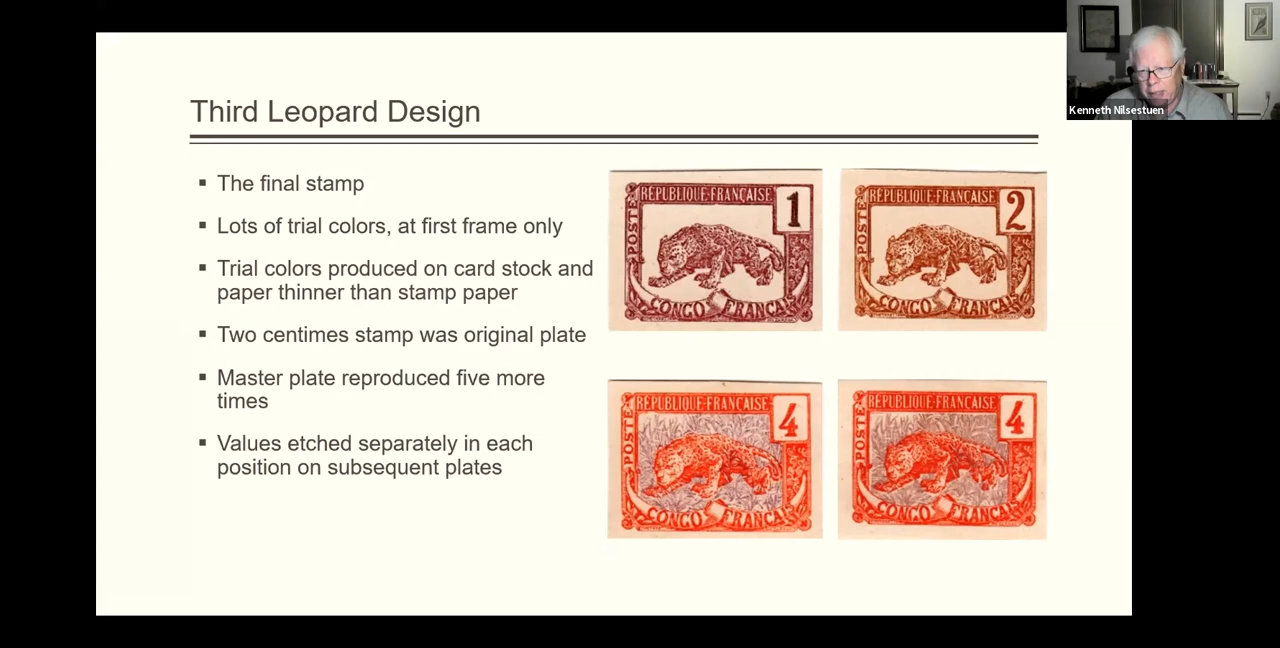 Third Leopard Design
▪ The final stamp
▪ Lots of trial colors, at first frame only
▪ Trial colors produced on card stock and
paper thinner than stamp paper
▪ Two centimes stamp was original plate
▪ Master plate reproduced five more
times
▪ Values etched separately in each
position on subsequent plates
RÉPUBLIQUE·FRANÇAISE
1
POSTE
CONGO FRANÇAIS
RÉPUBLIQUE·FRANÇAISE
2
POSTE
CONGO FRANÇAIS
RÉPUBLIQUE·FRANÇAISE
4
POSTE
CONGO FRANÇAIS
RÉPUBLIQUE·FRANÇAISE
4
POSTE
CONGO FRANÇAIS
Kenneth Nilsestuen